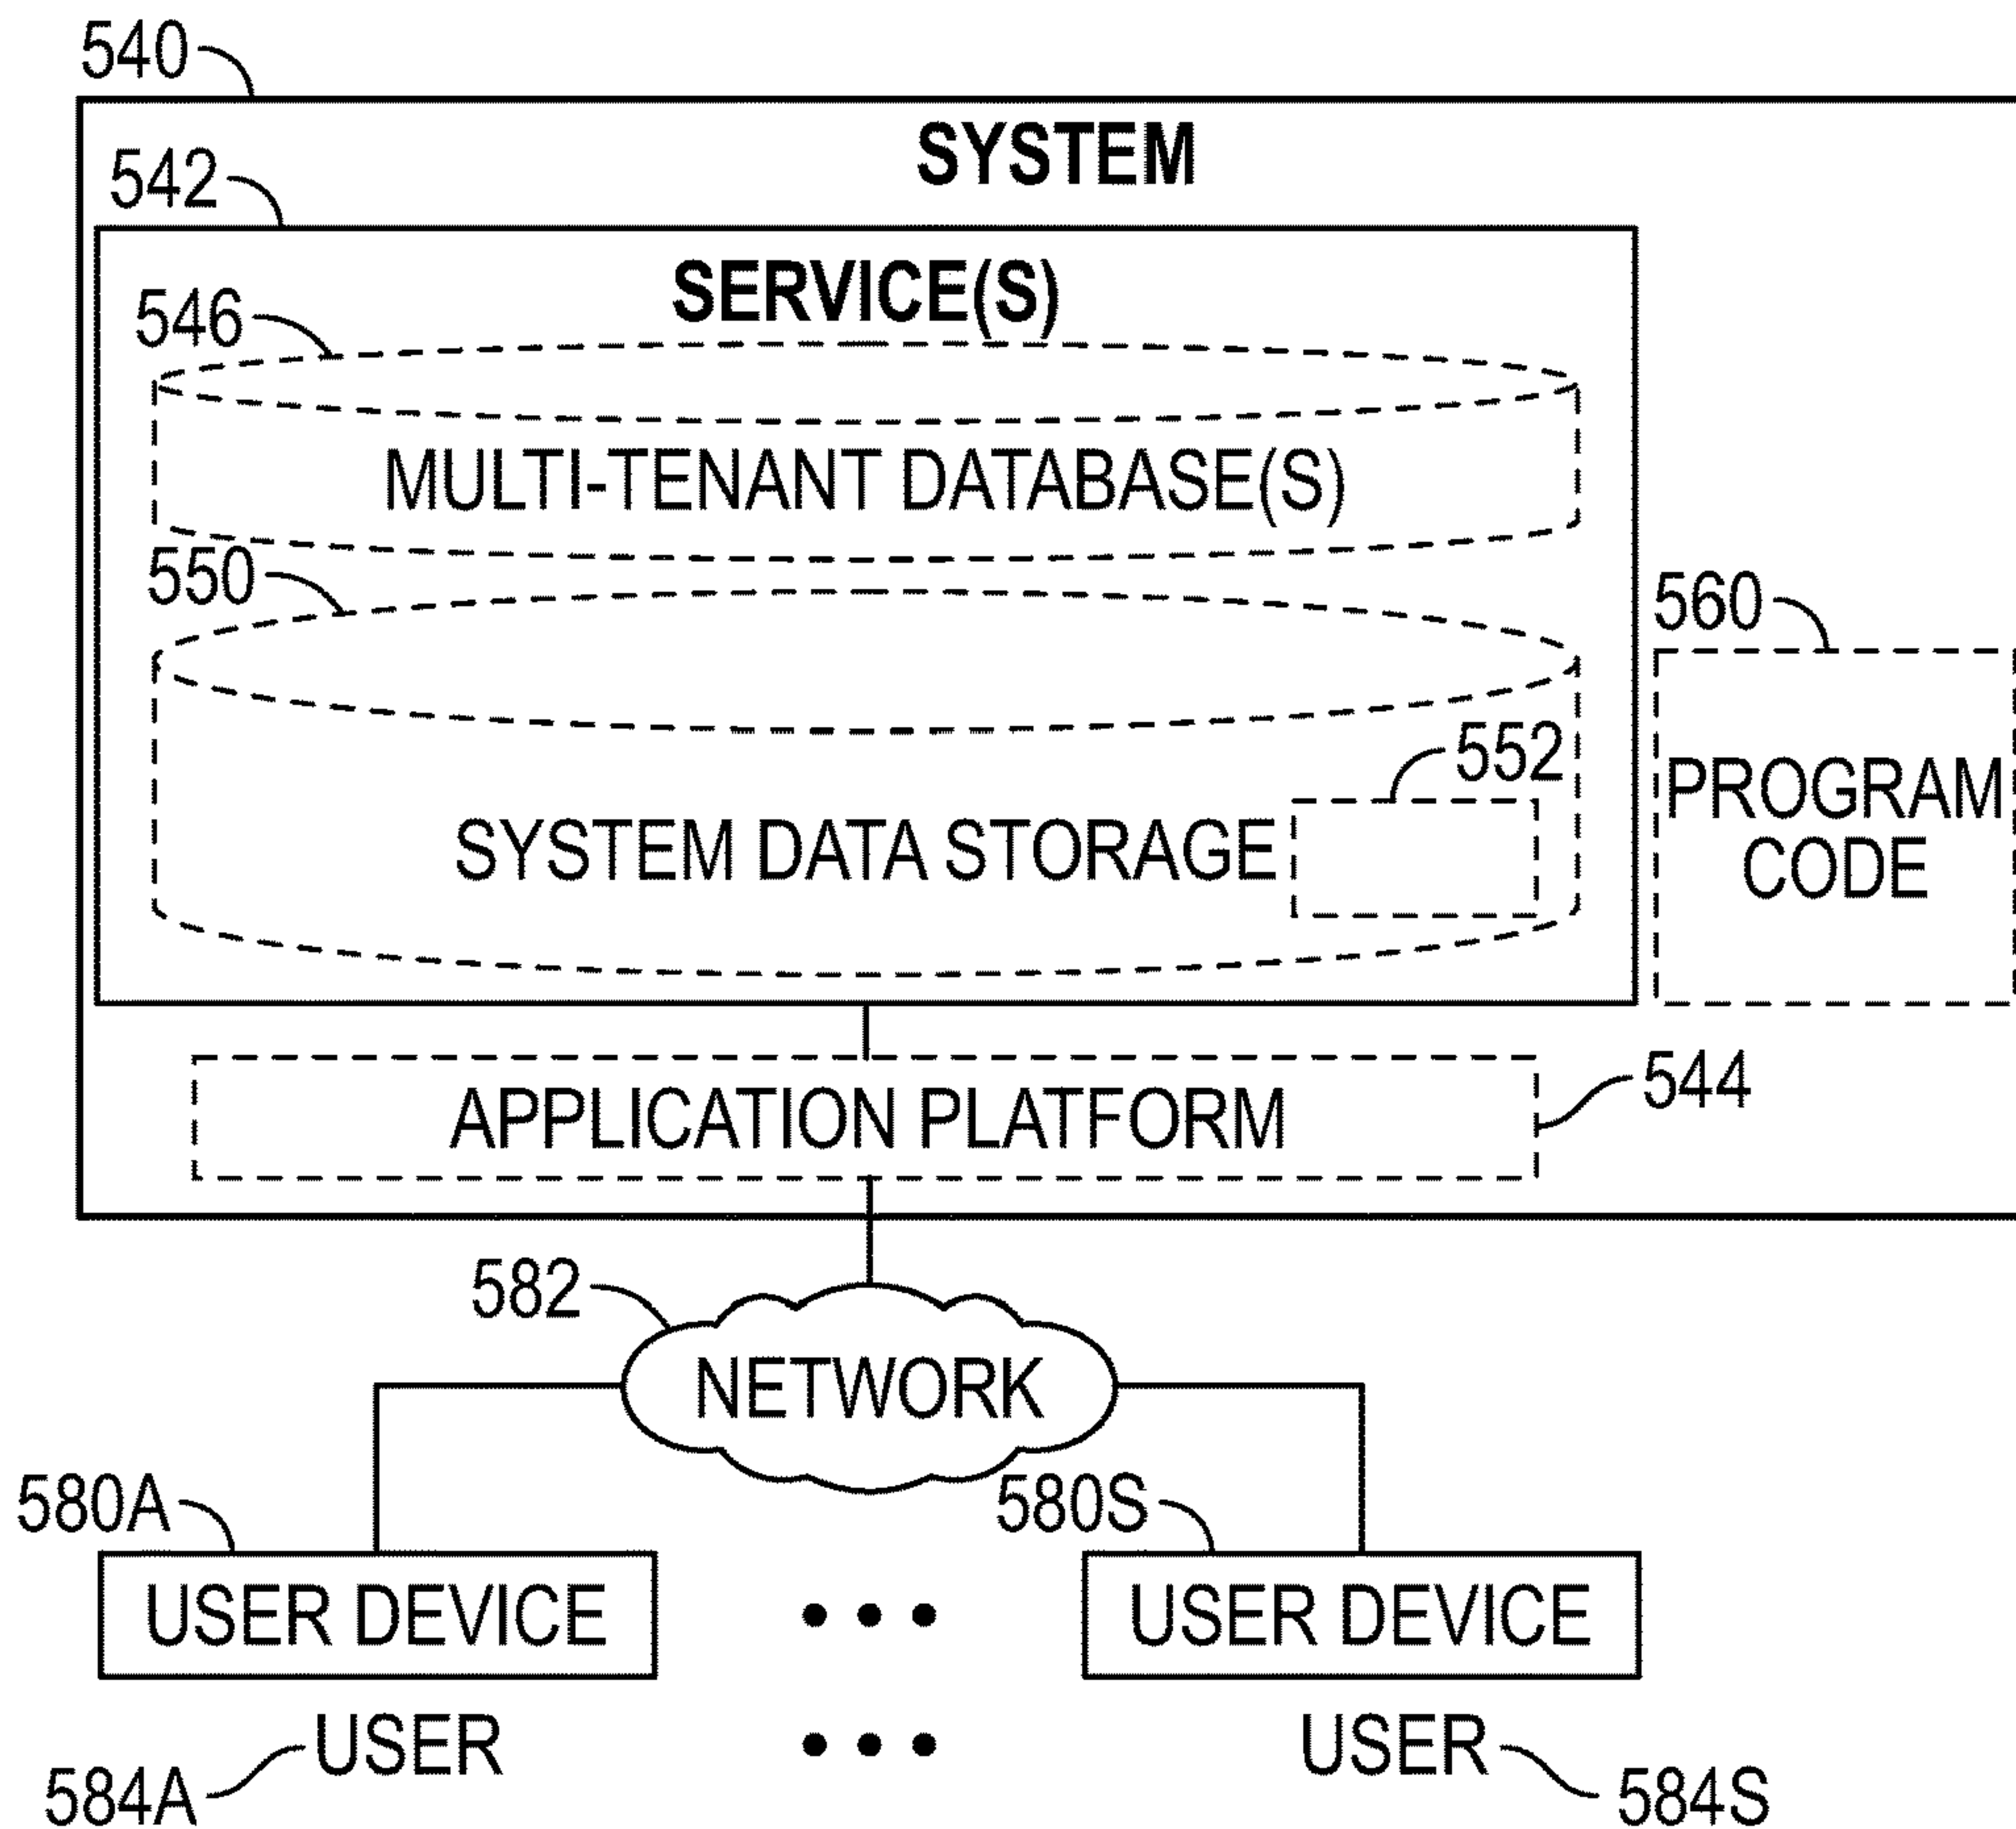 540
SYSTEM
542
SERVICE(S)
546
MULTI-TENANT DATABASE(S)
550
560
552
PROGRAM
CODE
SYSTEM DATA STORAGE
544
APPLICATION PLATFORM
582
NETWORK
580A
580S
USER DEVICE
USER DEVICE
USER
USER
584A
584S